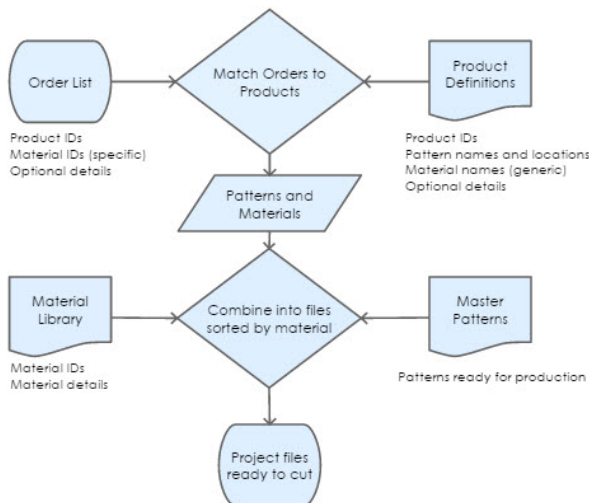 Order List
Match Orders to
Products
Product
Definitions
Product IDs
Material IDs (specific)
Optional details
Product IDs
Pattern names and locations
Material names (generic)
Optional details
Patterns and
Materials
Material
Library
Combine into files
sorted by material
Master
Patterns
Material IDs
Material details
Patterns ready for production
Project files
ready to cut